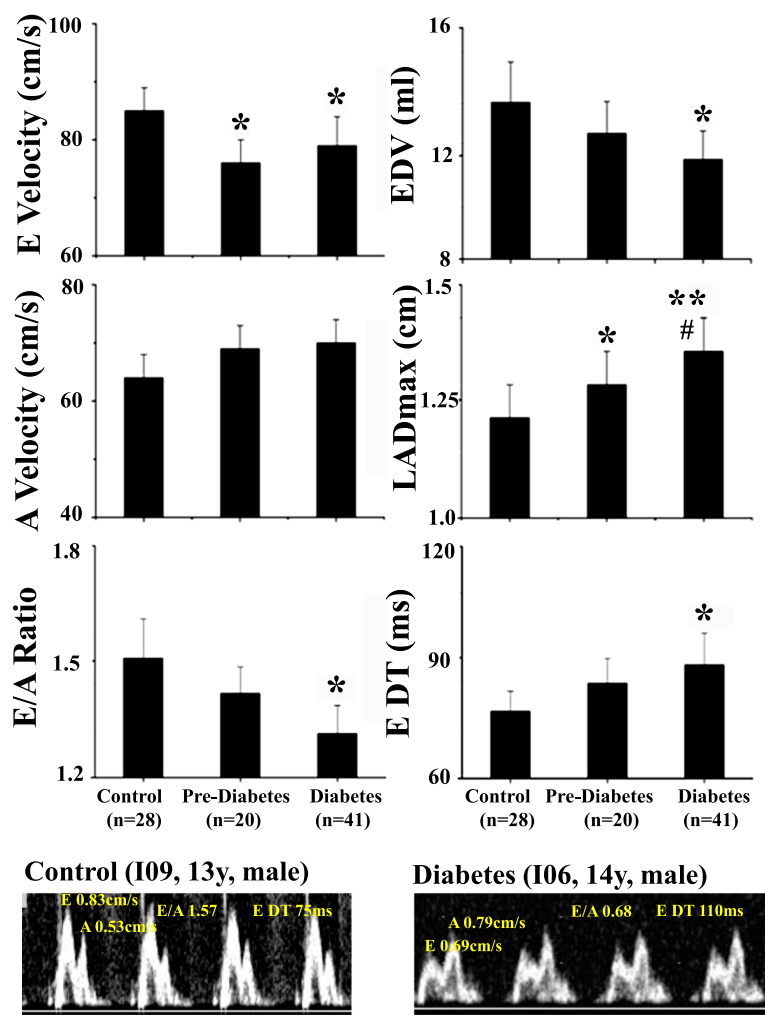 E Velocity (cm/s)
100
80
60
*
*
EDV (ml)
16
12
8
*
A Velocity (cm/s)
80
60
40
LADmax (cm)
1.5
1.25
1.0
*
**
#
E/A Ratio
1.8
1.5
1.2
*
Control
(n=28)
Pre-Diabetes
(n=20)
Diabetes
(n=41)
E DT (ms)
120
90
60
*
Control
(n=28)
Pre-Diabetes
(n=20)
Diabetes
(n=41)
Control (I09, 13y, male)
E 0.83cm/s
A 0.53cm/s
E/A 1.57
E DT 75ms
Diabetes (I06, 14y, male)
A 0.79cm/s
E 0.69cm/s
E/A 0.68
E DT 110ms